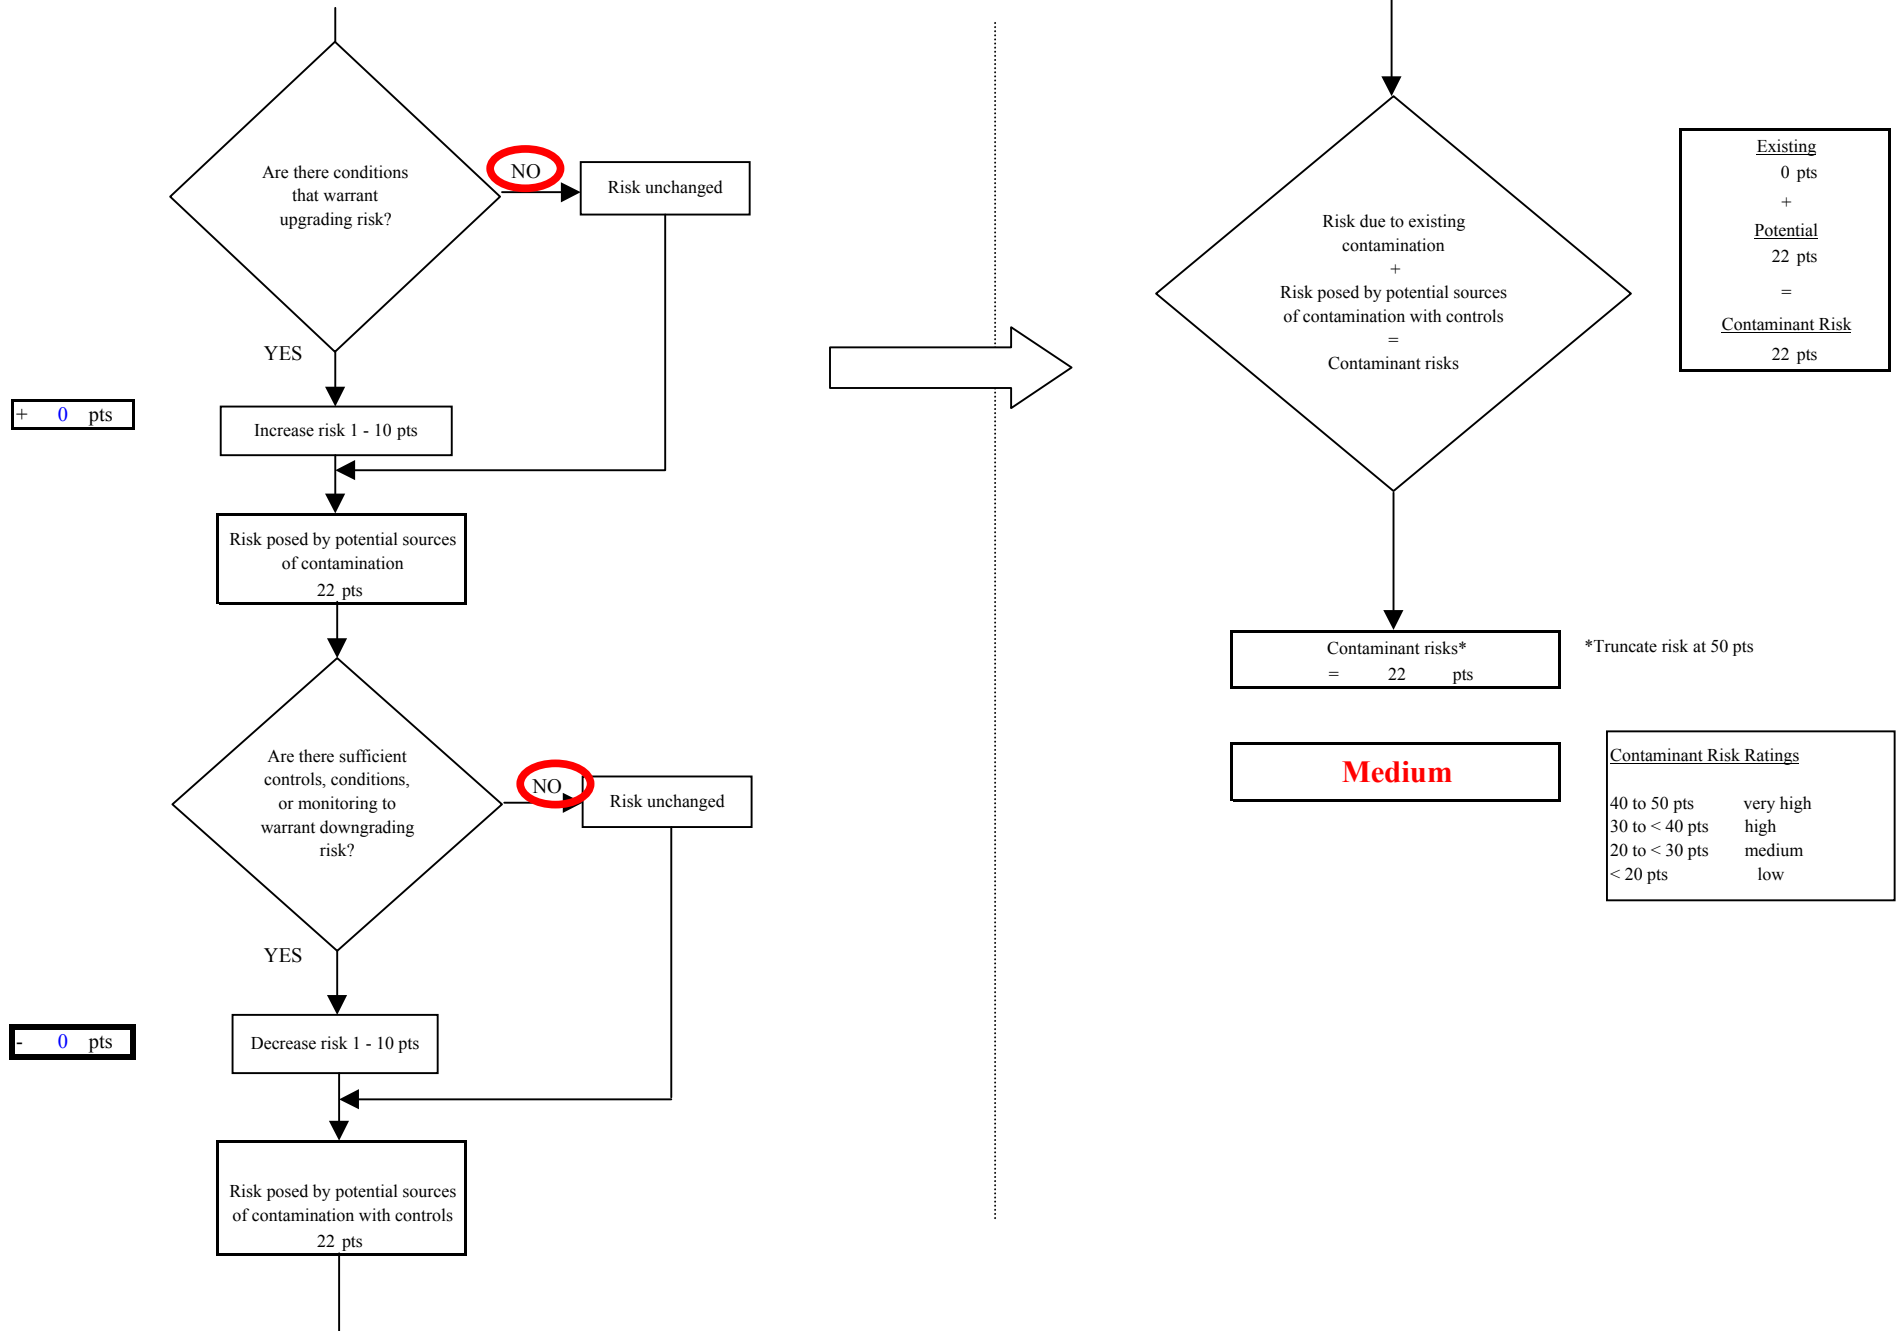 Are there conditions
that warrant
upgrading risk?
NO
Risk unchanged
YES
+ 0 pts
Increase risk 1 - 10 pts
Risk posed by potential sources
of contamination
22 pts
Are there sufficient
controls, conditions,
or monitoring to
warrant downgrading
risk?
NO
Risk unchanged
YES
- 0 pts
Decrease risk 1 - 10 pts
Risk posed by potential sources
of contamination with controls
22 pts
Risk due to existing
contamination
+
Risk posed by potential sources
of contamination with controls
=
Contaminant risks
Existing
0 pts
+
Potential
22 pts
=
Contaminant Risk
22 pts
Contaminant risks*
= 22 pts
*Truncate risk at 50 pts
Medium
Contaminant Risk Ratings
40 to 50 pts very high
30 to < 40 pts high
20 to < 30 pts medium
< 20 pts low